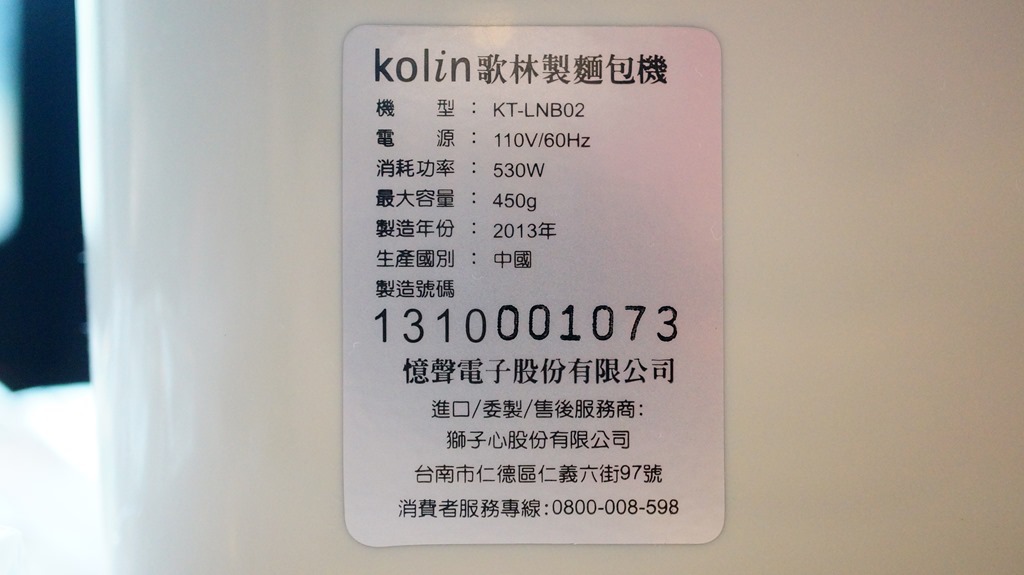 kolin歌林製麵包機
機型：KT-LNB02
電源：110V/60Hz
消耗功率：530W
最大容量：450g
製造年份：2013年
生產國別：中國
製造號碼
1310001073
憶聲電子股份有限公司
進口/委製/售後服務商:
獅子心股份有限公司
台南市仁德區仁義六街97號
消費者服務專線:0800-008-598